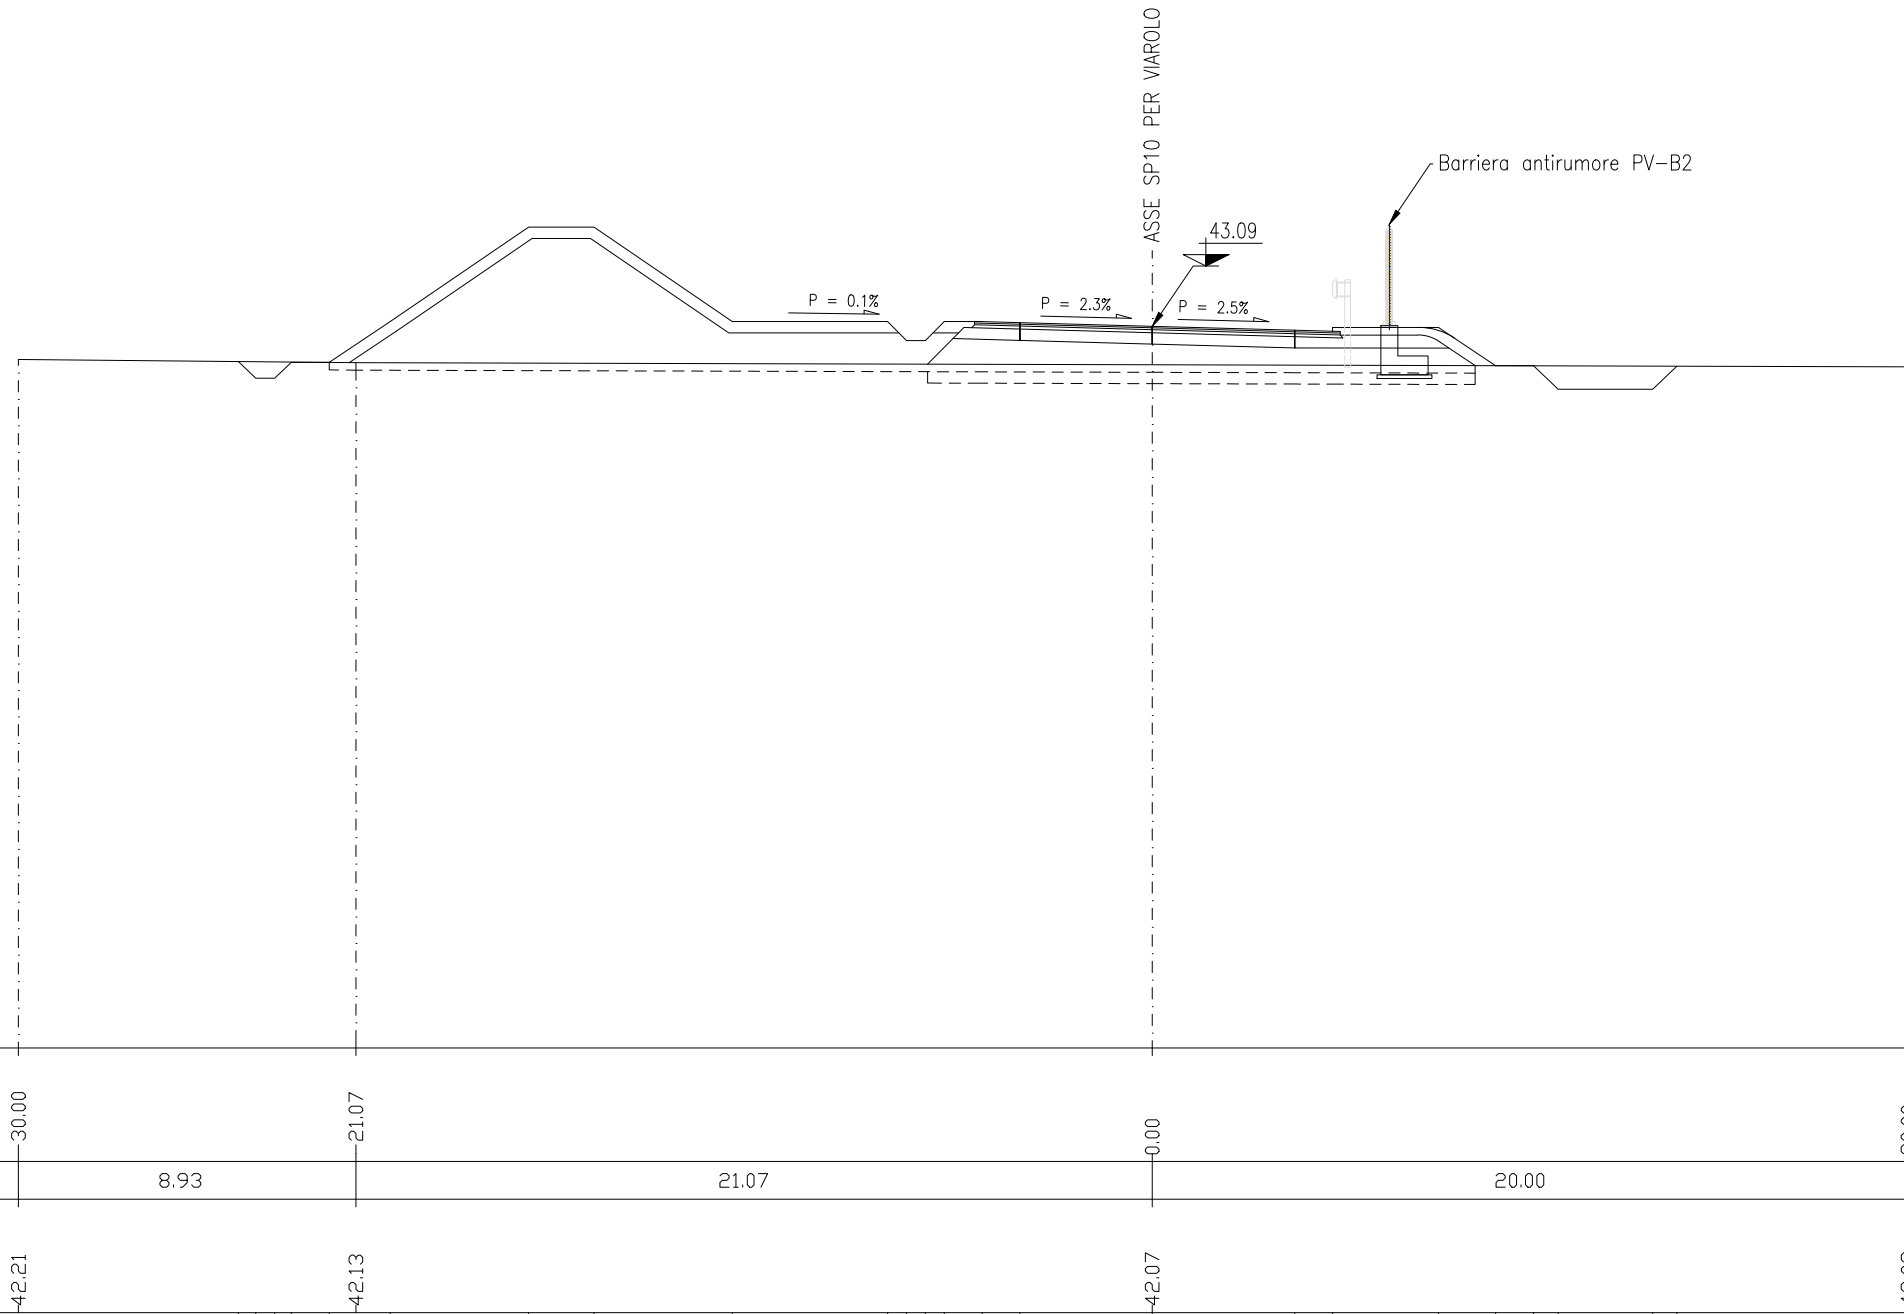 ASSE SP10 PER VIAROLO
Barriera antirumore PV-B2
43.09
P = 0.1%
P = 2.3%
P = 2.5%
30.00
21.07
0.00
8.93
21.07
20.00
42.21
42.13
42.07